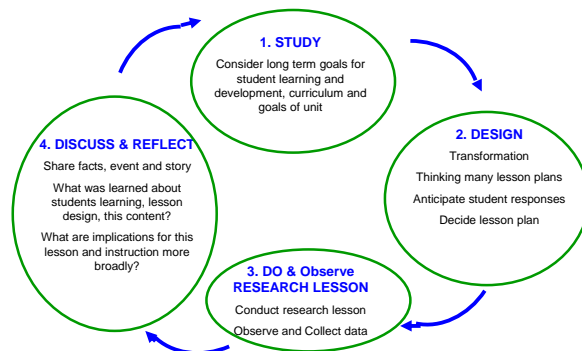 1. STUDY
Consider long term goals for
student learning and
development, curriculum and
goals of unit
2. DESIGN
Transformation
Thinking many lesson plans
Anticipate student responses
Decide lesson plan
3. DO & Observe
RESEARCH LESSON
Conduct research lesson
Observe and Collect data
4. DISCUSS & REFLECT
Share facts, event and story
What was learned about
students learning, lesson
design, this content?
What are implications for this
lesson and instruction more
broadly?